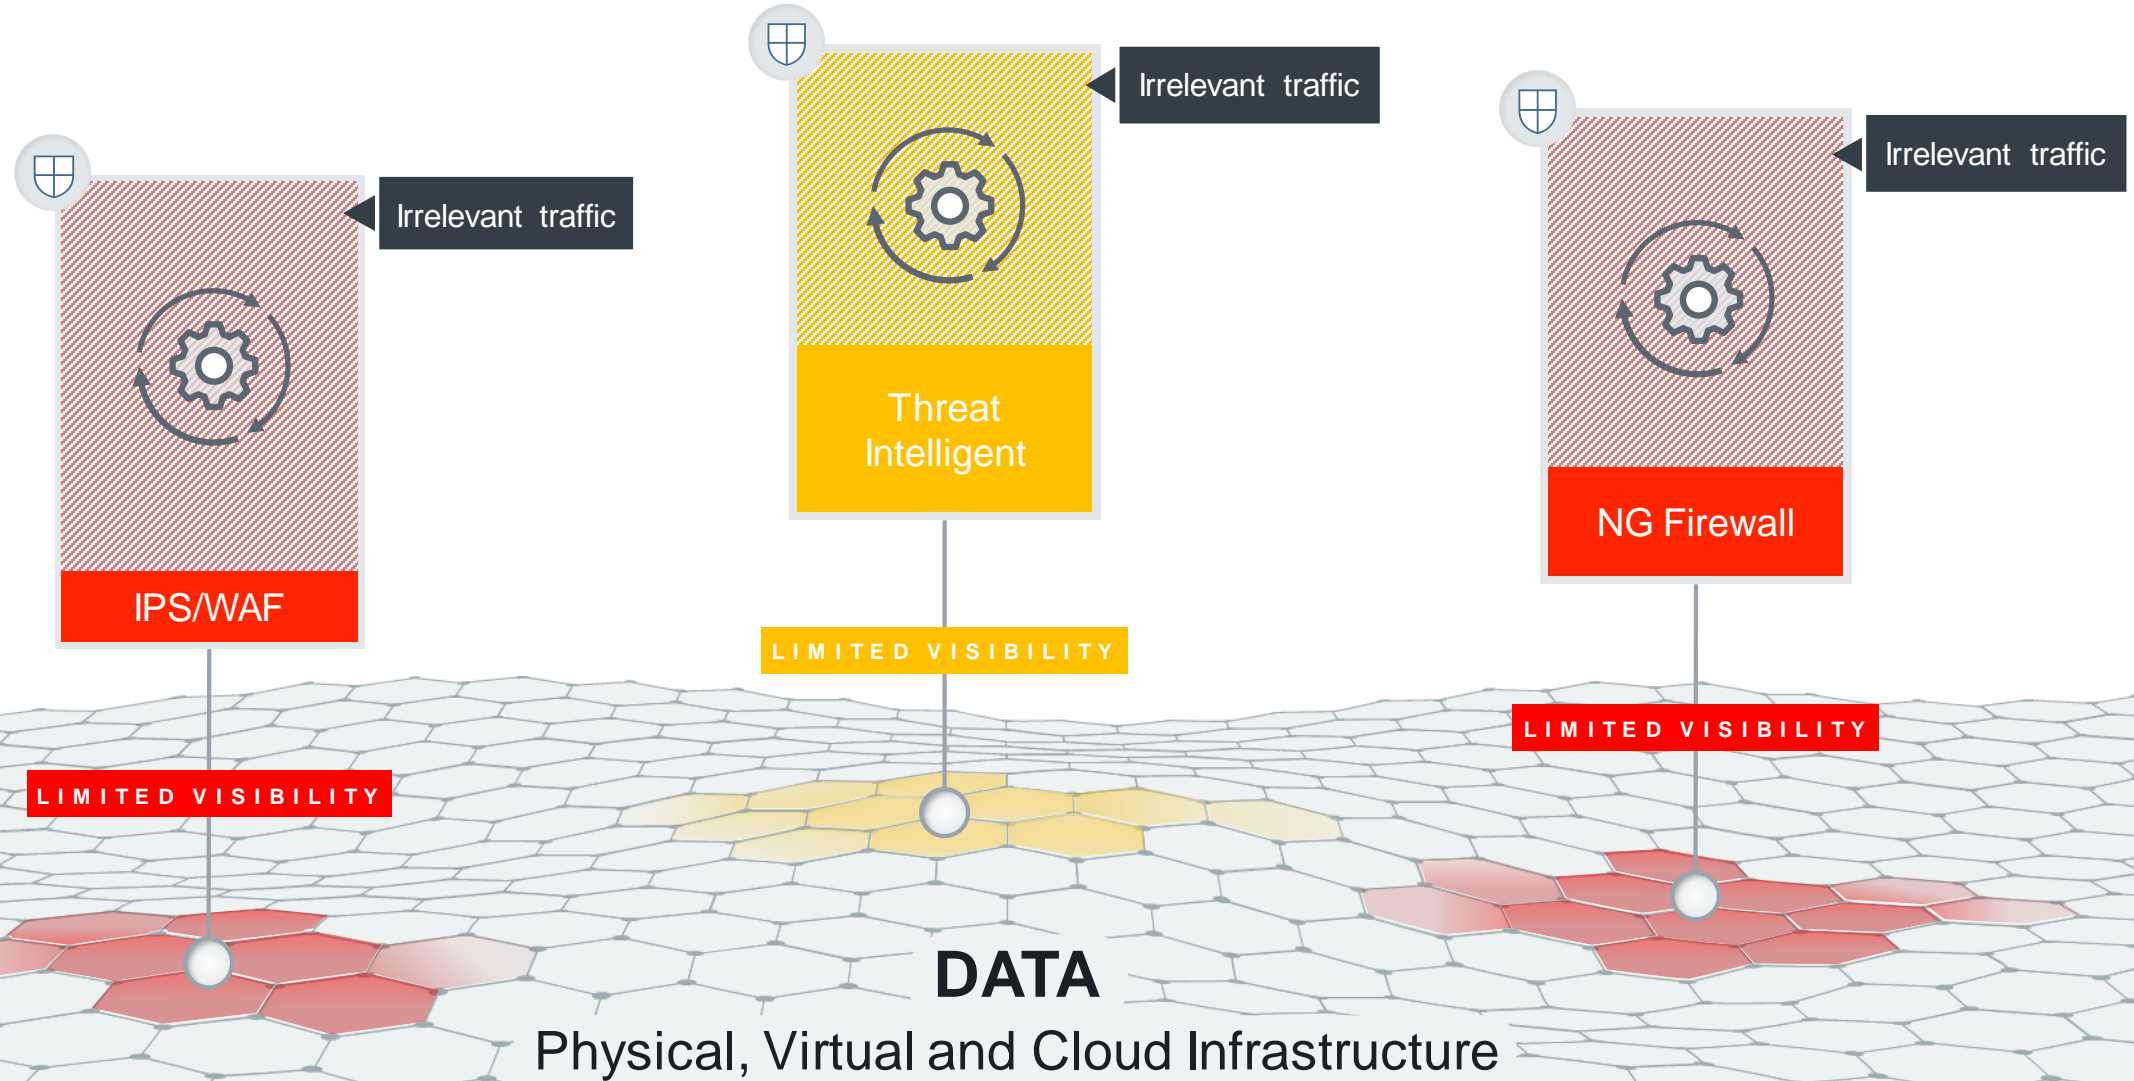 Irrelevant traffic
Irrelevant traffic
Irrelevant traffic
Threat
Intelligent
NG Firewall
IPS/WAF
LIMITED VISIBILITY
LIMITED VISIBILITY
LIMITED VISIBILITY
DATA
Physical, Virtual and Cloud Infrastructure